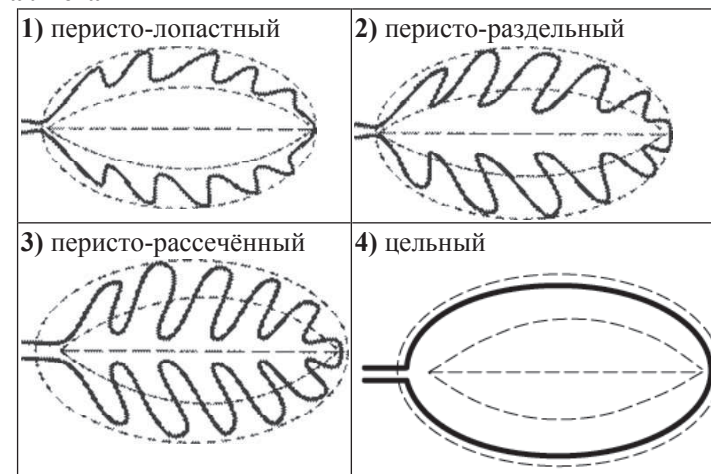 1) перисто-лопастный
2) перисто-раздельный
3) перисто-рассечённый
4) цельный